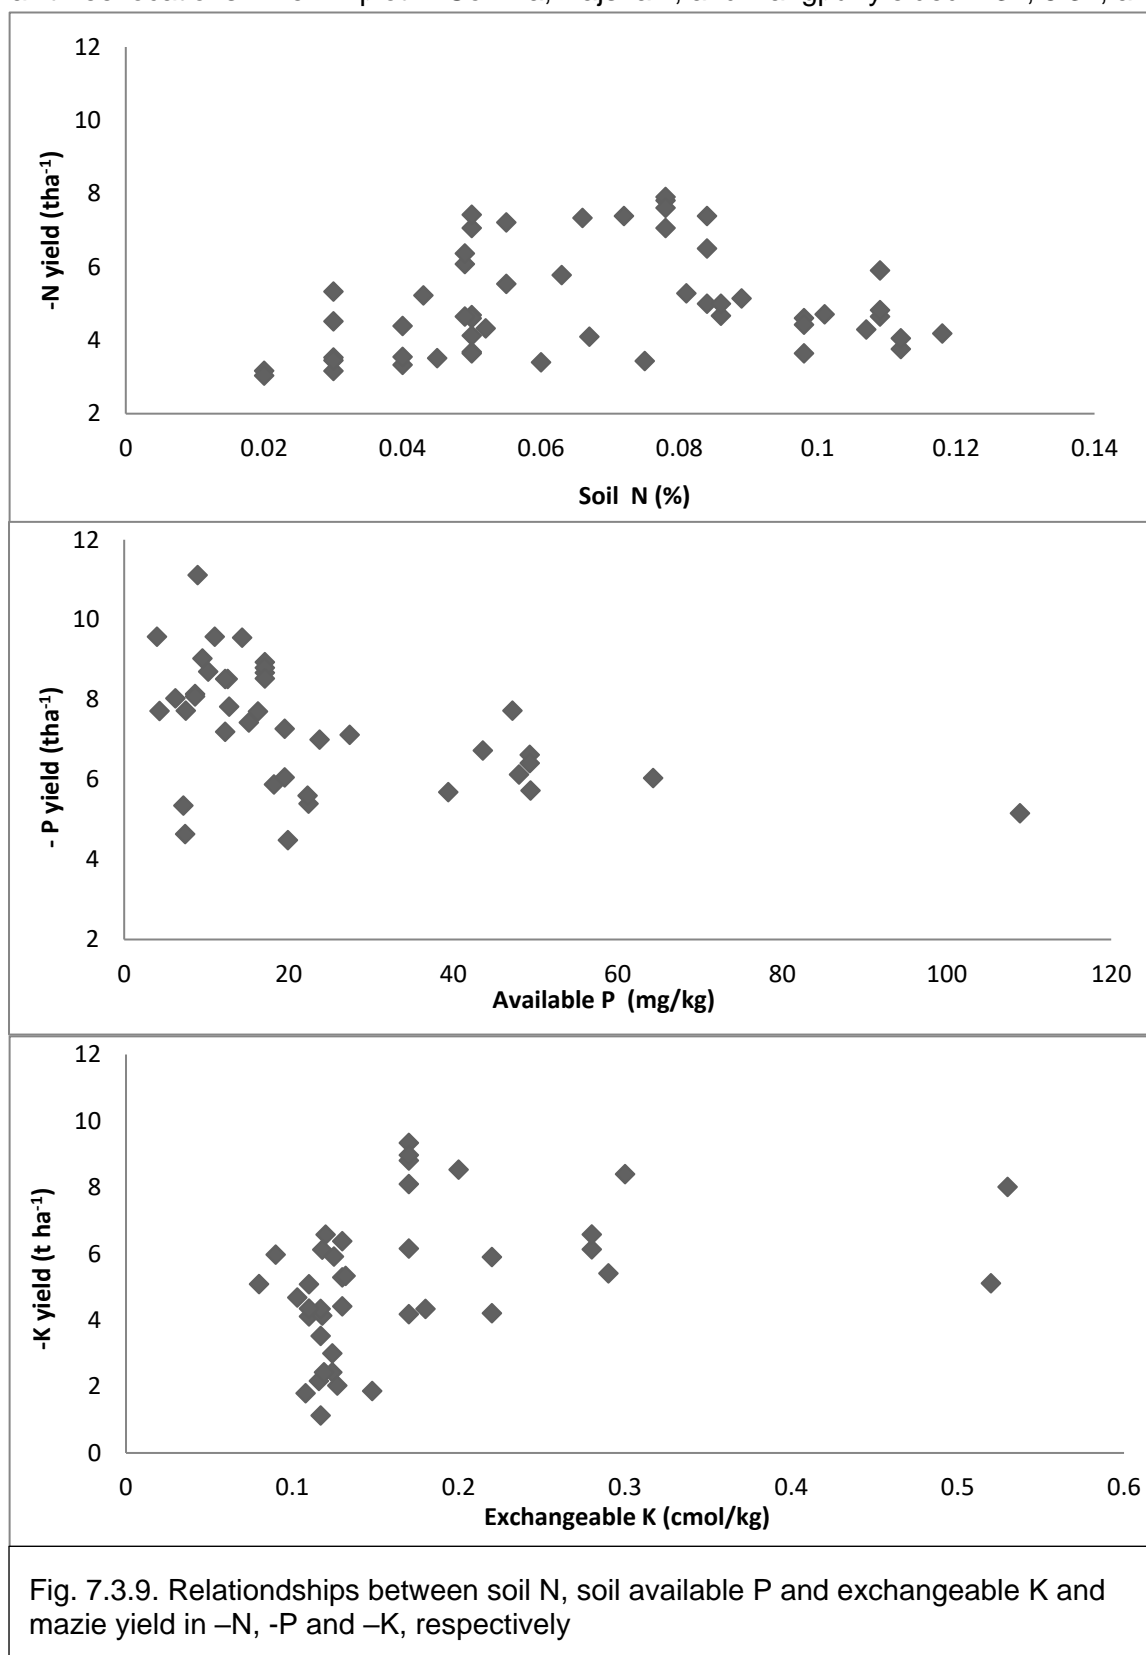 12
10
8
6
4
2
-N yield (tha-1)
0 0.02 0.04 0.06 0.08 0.1 0.12 0.14
Soil N (%)
12
10
8
6
4
2
- P yield (tha-1)
0 20 40 60 80 100 120
Available P (mg/kg)
12
10
8
6
4
2
0
-K yield (t ha-1)
0 0.1 0.2 0.3 0.4 0.5 0.6
Exchangeable K (cmol/kg)
Fig. 7.3.9. Relationdships between soil N, soil available P and exchangeable K and
mazie yield in –N, -P and –K, respectively